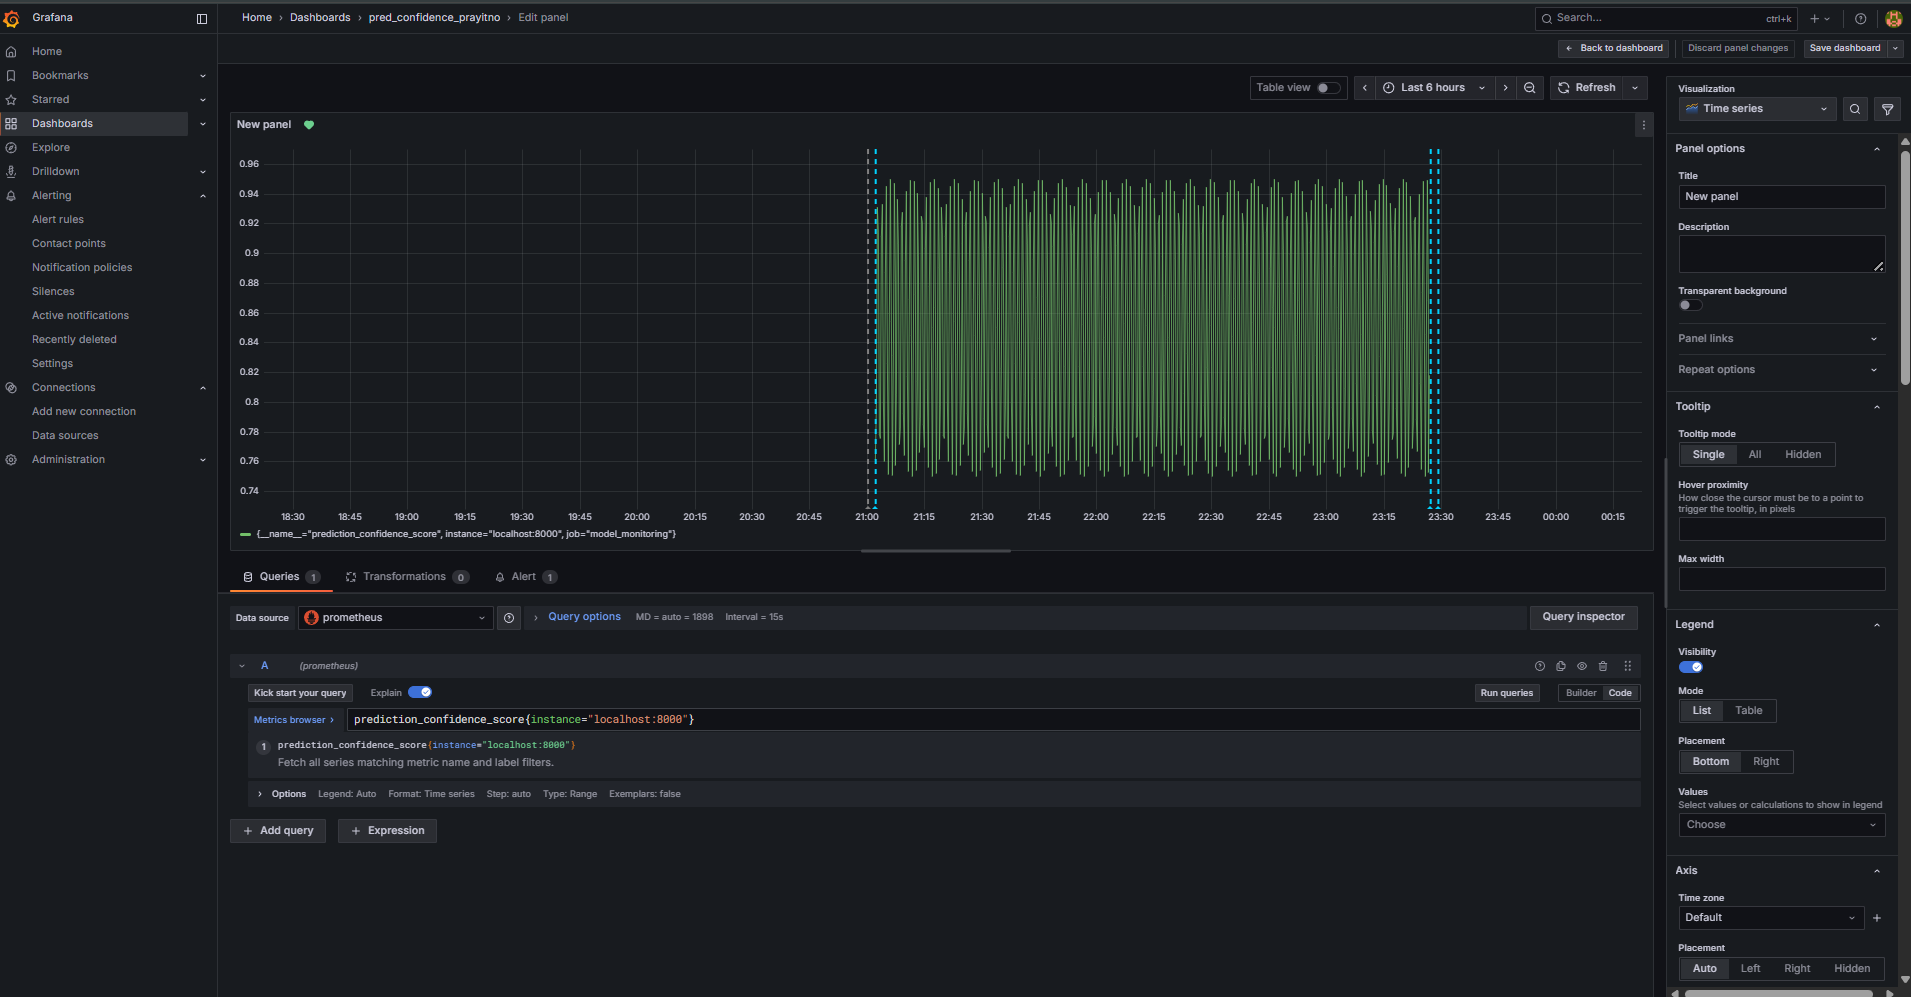 Grafana
Home › Dashboards › pred_confidence_prayitno › Edit panel
Search... ctrl+k
Back to dashboard
Discard panel changes
Save dashboard
Home
Bookmarks
Starred
Dashboards
Explore
Drilldown
Alerting
Alert rules
Contact points
Notification policies
Silences
Active notifications
Recently deleted
Settings
Connections
Add new connection
Data sources
Administration
Table view
Last 6 hours
Refresh
New panel
0.96
0.94
0.92
0.9
0.88
0.86
0.84
0.82
0.8
0.78
0.76
0.74
18:30 18:45 19:00 19:15 19:30 19:45 20:00 20:15 20:30 20:45 21:00 21:15 21:30 21:45 22:00 22:15 22:30 22:45 23:00 23:15 23:30 23:45 00:00 00:15
{__name__="prediction_confidence_score", instance="localhost:8000", job="model_monitoring"}
Queries 1 Transformations 0 Alert 1
Data source prometheus › Query options MD = auto = 1898 Interval = 15s Query inspector
A (prometheus)
Kick start your query Explain Run queries Builder Code
Metrics browser › prediction_confidence_score{instance="localhost:8000"}
1 prediction_confidence_score{instance="localhost:8000"}
Fetch all series matching metric name and label filters.
› Options Legend: Auto Format: Time series Step: auto Type: Range Exemplars: false
+ Add query + Expression
Visualization
Time series
Panel options
Title
New panel
Description
Transparent background
Panel links
Repeat options
Tooltip
Tooltip mode
Single All Hidden
Hover proximity
How close the cursor must be to a point to
trigger the tooltip, in pixels
Max width
Legend
Visibility
Mode
List Table
Placement
Bottom Right
Values
Select values or calculations to show in legend
Choose
Axis
Time zone
Default
Placement
Auto Left Right Hidden